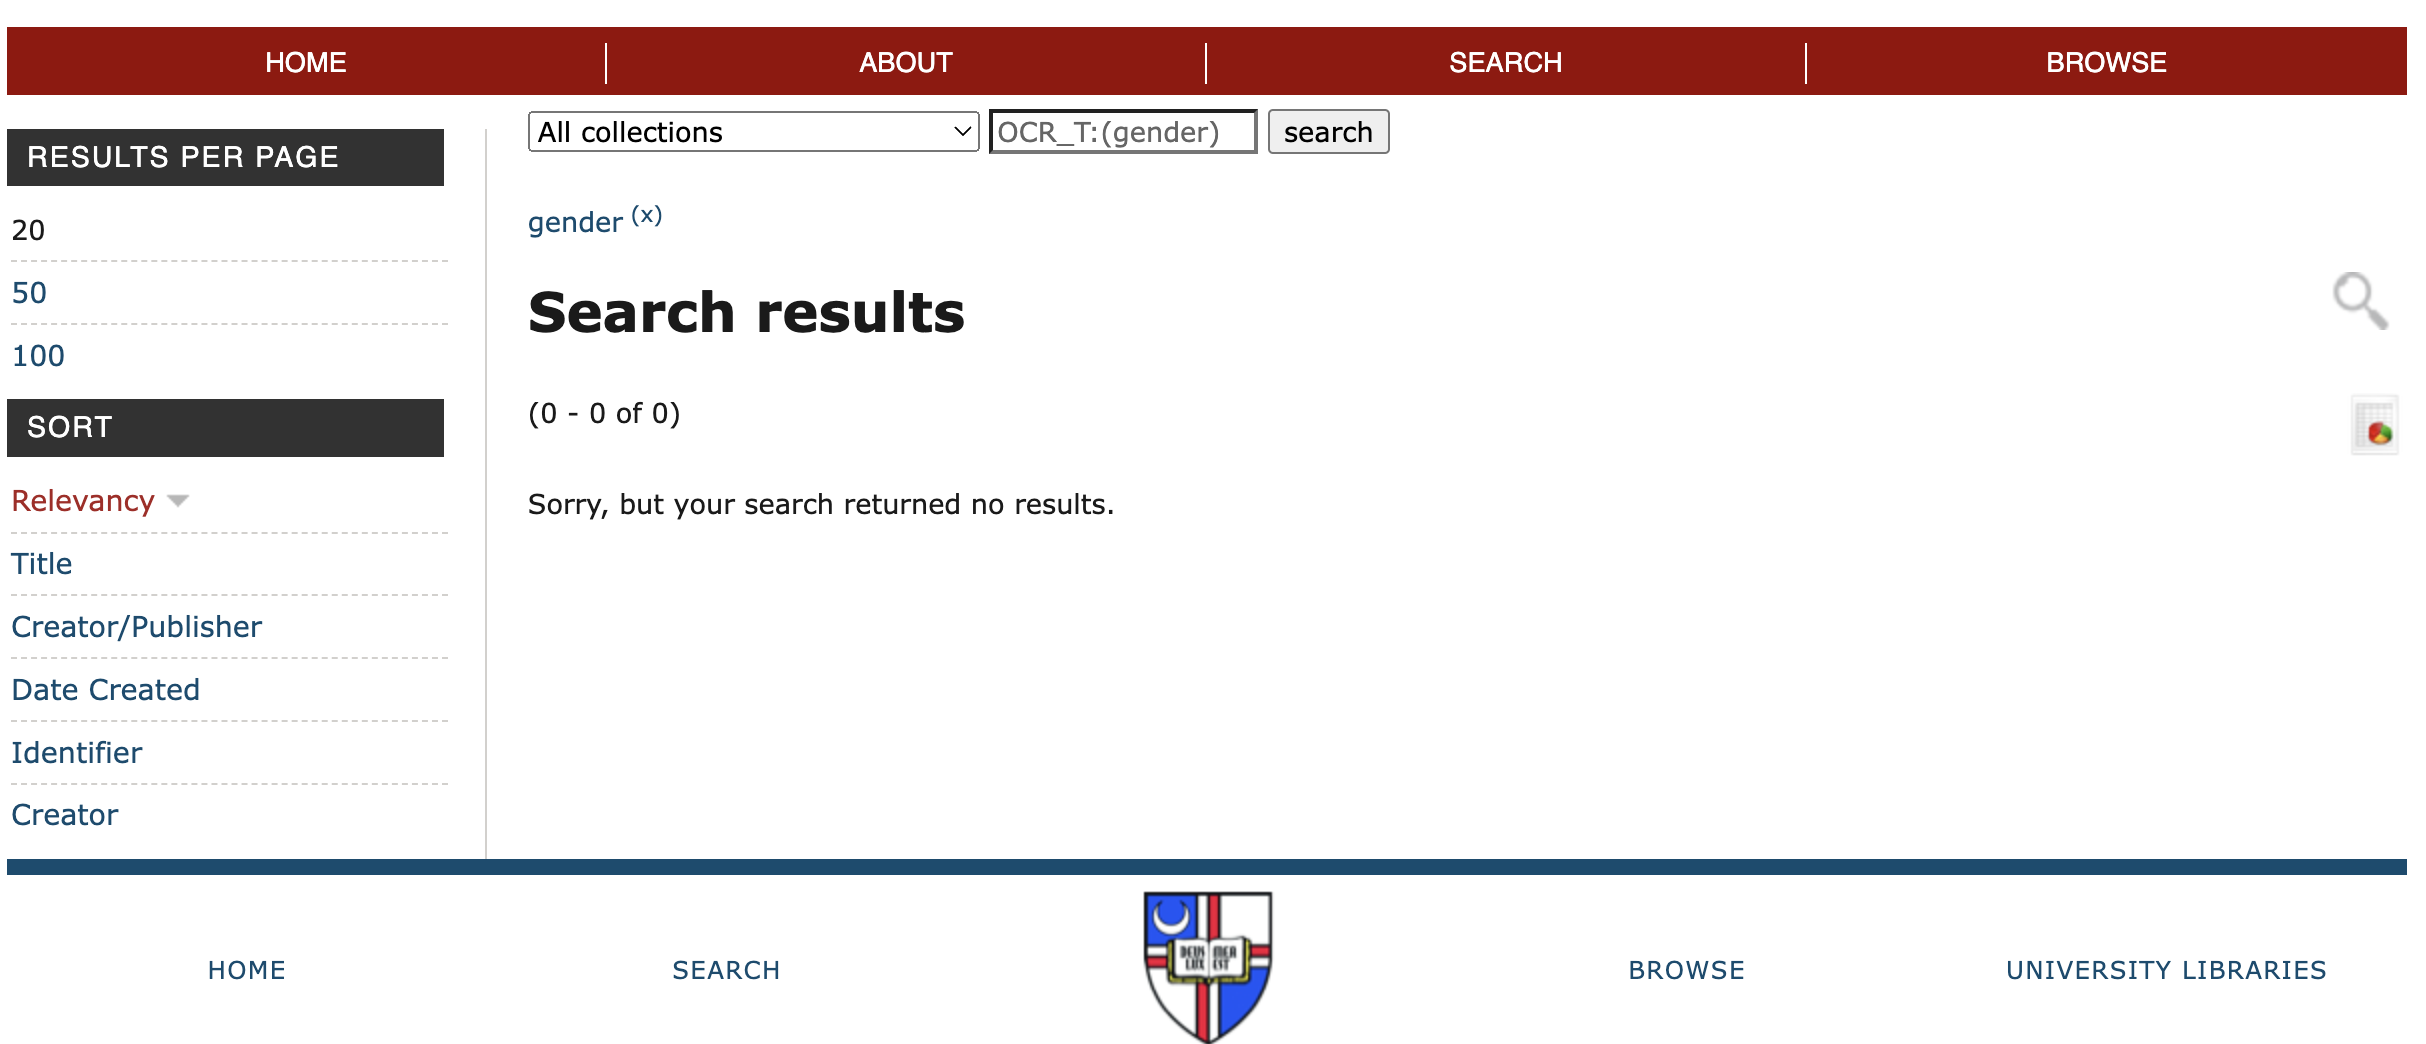 HOME ABOUT SEARCH BROWSE
All collections OCR_T:(gender) search
RESULTS PER PAGE
20
50
100
SORT
Relevancy
Title
Creator/Publisher
Date Created
Identifier
Creator
gender (x)
Search results
(0 - 0 of 0)
Sorry, but your search returned no results.
HOME SEARCH BROWSE UNIVERSITY LIBRARIES
DEUS MEA
LUX EST